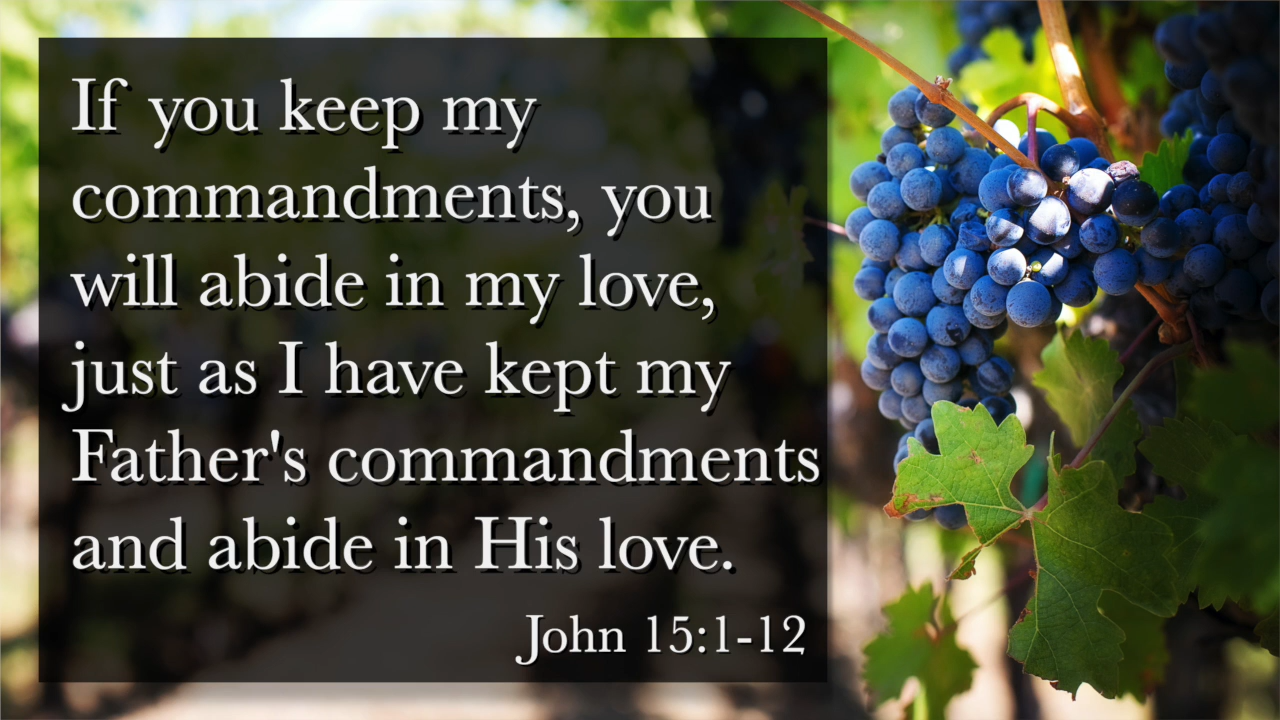 If you keep my
commandments, you
will abide in my love,
just as I have kept my
Father's commandments
and abide in His love.
John 15:1-12